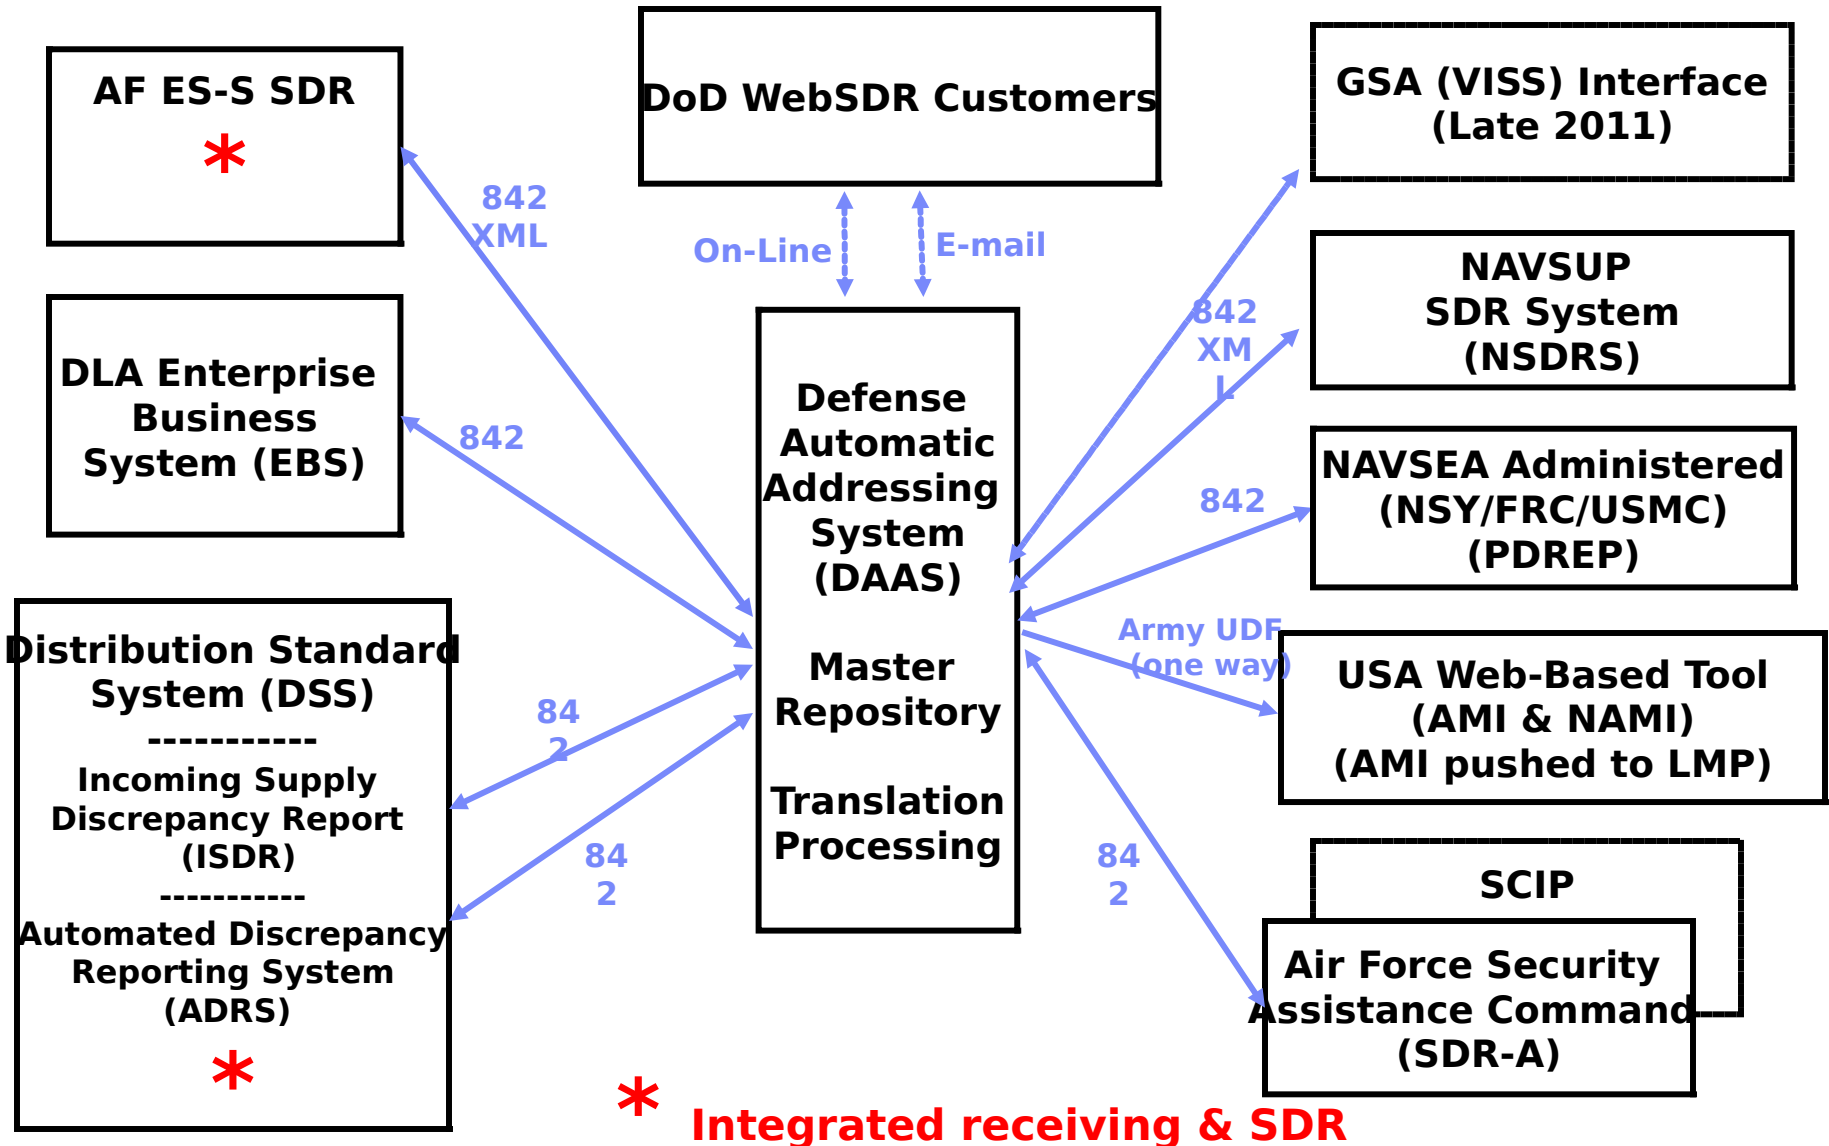 AF ES-S SDR
*
DoD WebSDR Customers
GSA (VISS) Interface
(Late 2011)
842
XML
On-Line
E-mail
NAVSUP
SDR System
(NSDRS)
842
XM
L
DLA Enterprise
Business
System (EBS)
842
Defense
Automatic
Addressing
System
(DAAS)
Master
Repository
Translation
Processing
NAVSEA Administered
(NSY/FRC/USMC)
(PDREP)
842
Army UDF
(one way)
USA Web-Based Tool
(AMI & NAMI)
(AMI pushed to LMP)
Distribution Standard
System (DSS)
-----------
Incoming Supply
Discrepancy Report
(ISDR)
-----------
Automated Discrepancy
Reporting System
(ADRS)
*
84
2
84
2
84
2
SCIP
Air Force Security
Assistance Command
(SDR-A)
* Integrated receiving & SDR